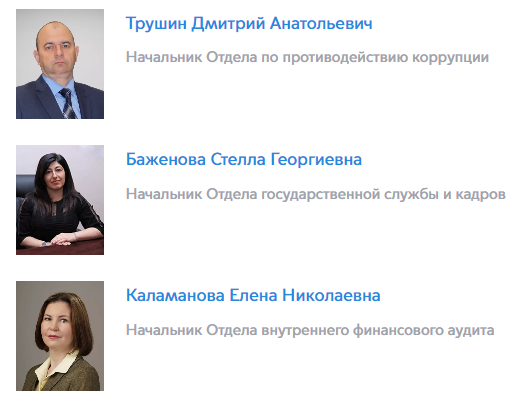 Трушин Дмитрий Анатольевич
Начальник Отдела по противодействию коррупции
Баженова Стелла Георгиевна
Начальник Отдела государственной службы и кадров
Каламанова Елена Николаевна
Начальник Отдела внутреннего финансового аудита